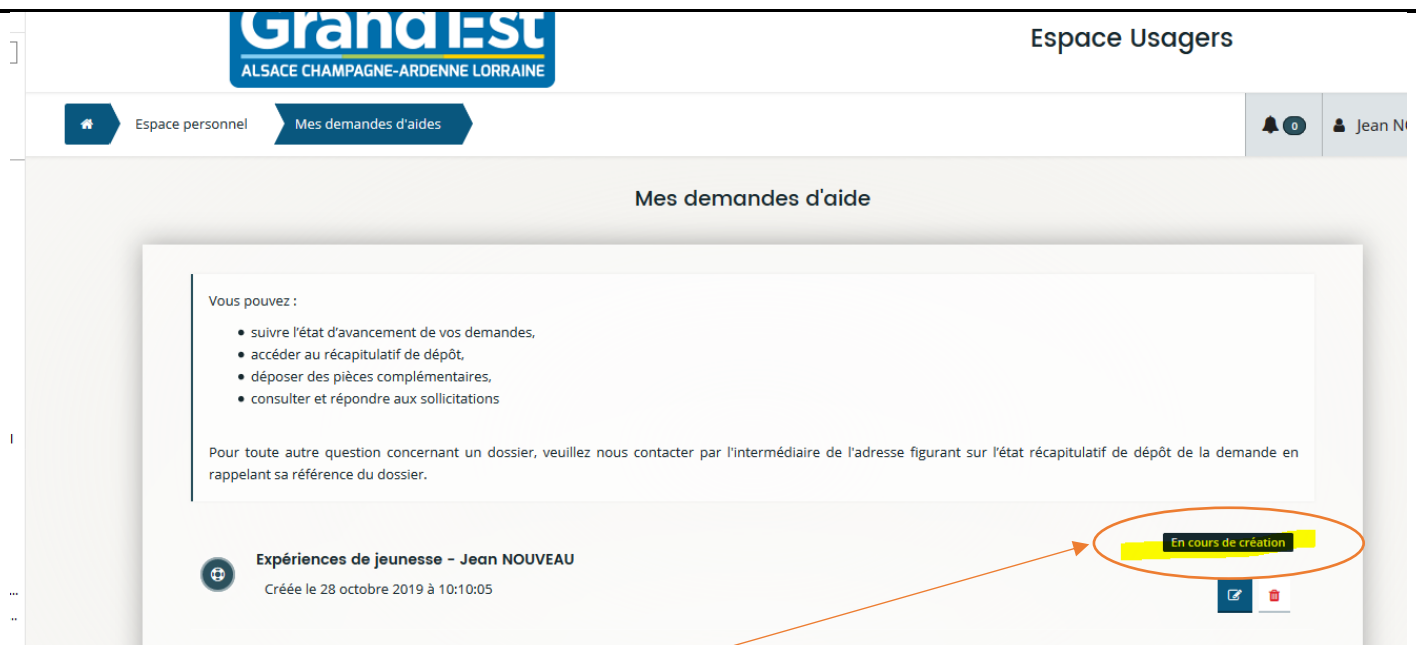 Grand Est
ALSACE CHAMPAGNE-ARDENNE LORRAINE
Espace Usagers
Espace personnel
Mes demandes d'aides
0
Jean
Mes demandes d'aide
Vous pouvez :
• suivre l'état d'avancement de vos demandes,
• accéder au récapitulatif de dépôt,
• déposer des pièces complémentaires,
• consulter et répondre aux sollicitations
Pour toute autre question concernant un dossier, veuillez nous contacter par l'intermédiaire de l'adresse figurant sur l'état récapitulatif de dépôt de la demande en
rappelant sa référence du dossier.
En cours de création
Expériences de jeunesse – Jean NOUVEAU
Créée le 28 octobre 2019 à 10:10:05